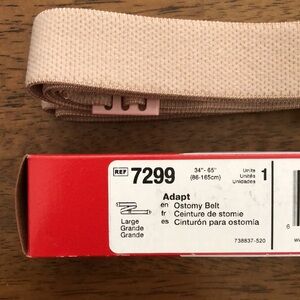 REF 7299
34"- 65"
(86-165cm)
Units
Unités
Unidades
1
Adapt
en Ostomy Belt
fr Ceinture de stomie
es Cinturón para ostomía
Large
Grande
Grande
738837-520
6